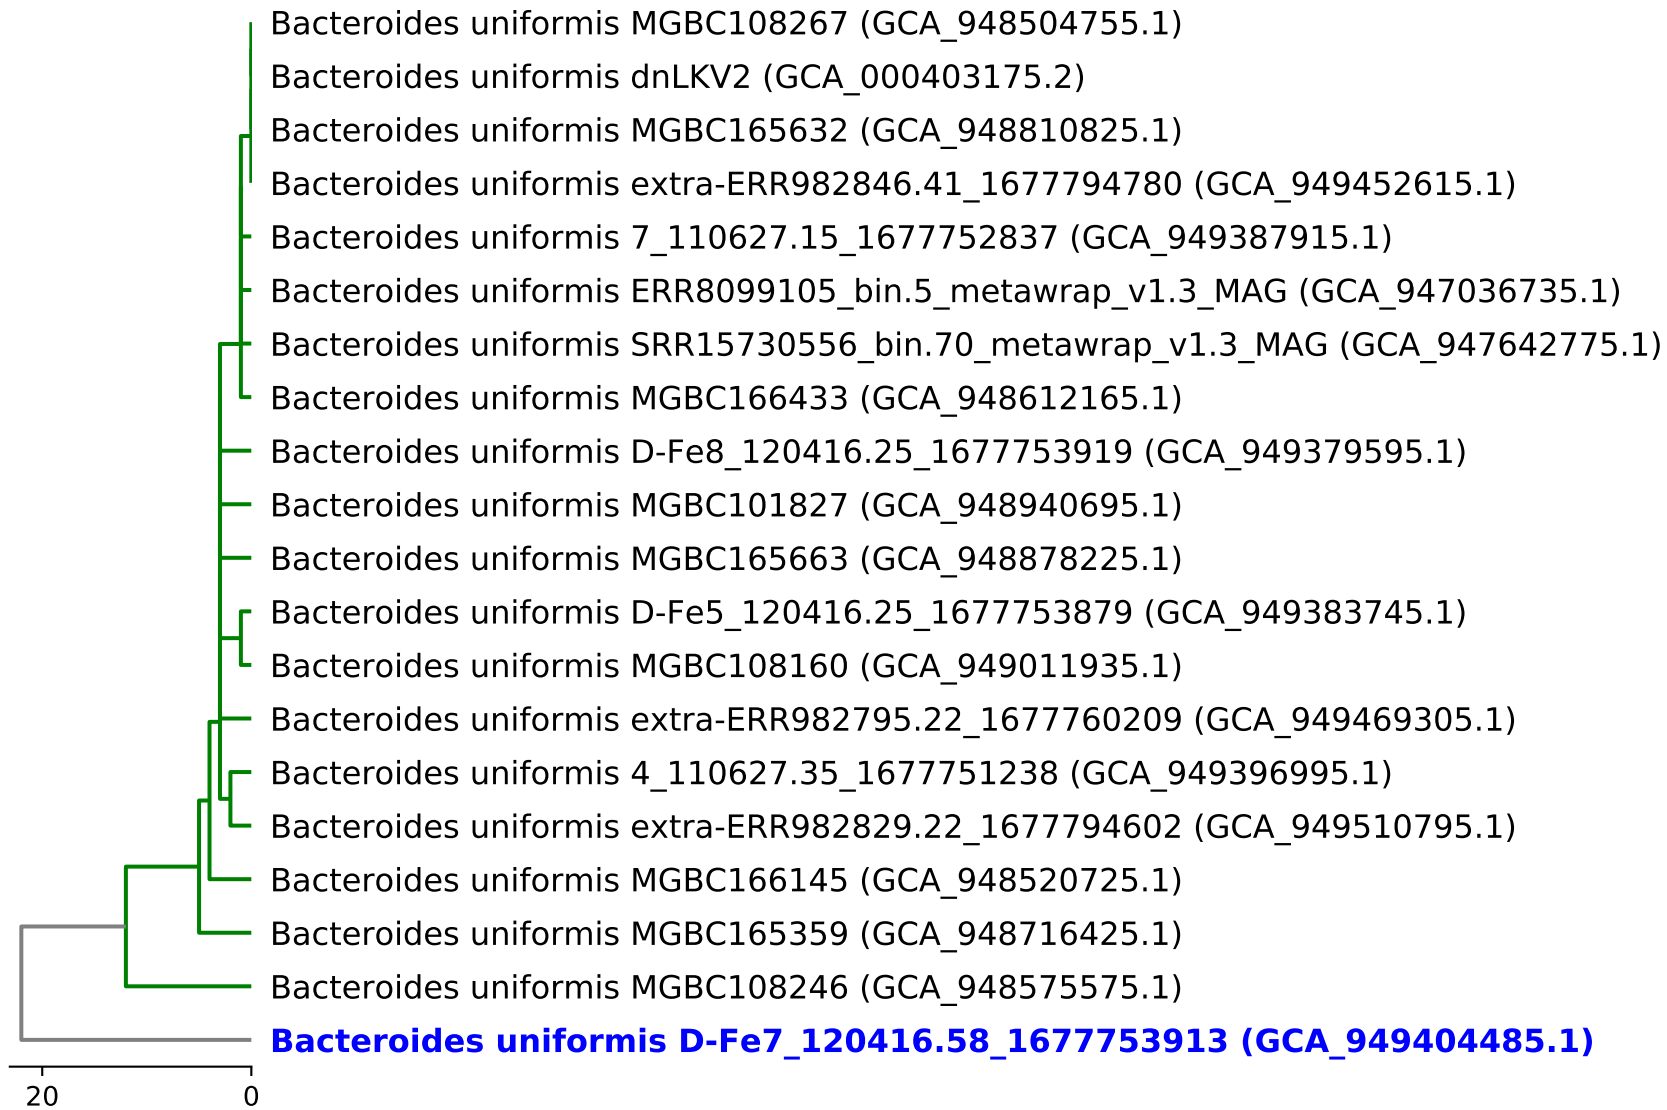 Bacteroides uniformis MGBC108267 (GCA_948504755.1)
Bacteroides uniformis dnLKV2 (GCA_000403175.2)
Bacteroides uniformis MGBC165632 (GCA_948810825.1)
Bacteroides uniformis extra-ERR982846.41_1677794780 (GCA_949452615.1)
Bacteroides uniformis 7_110627.15_1677752837 (GCA_949387915.1)
Bacteroides uniformis ERR8099105_bin.5_metawrap_v1.3_MAG (GCA_947036735.1)
Bacteroides uniformis SRR15730556_bin.70_metawrap_v1.3_MAG (GCA_947642775.1)
Bacteroides uniformis MGBC166433 (GCA_948612165.1)
Bacteroides uniformis D-Fe8_120416.25_1677753919 (GCA_949379595.1)
Bacteroides uniformis MGBC101827 (GCA_948940695.1)
Bacteroides uniformis MGBC165663 (GCA_948878225.1)
Bacteroides uniformis D-Fe5_120416.25_1677753879 (GCA_949383745.1)
Bacteroides uniformis MGBC108160 (GCA_949011935.1)
Bacteroides uniformis extra-ERR982795.22_1677760209 (GCA_949469305.1)
Bacteroides uniformis 4_110627.35_1677751238 (GCA_949396995.1)
Bacteroides uniformis extra-ERR982829.22_1677794602 (GCA_949510795.1)
Bacteroides uniformis MGBC166145 (GCA_948520725.1)
Bacteroides uniformis MGBC165359 (GCA_948716425.1)
Bacteroides uniformis MGBC108246 (GCA_948575575.1)
Bacteroides uniformis D-Fe7_120416.58_1677753913 (GCA_949404485.1)
20 0